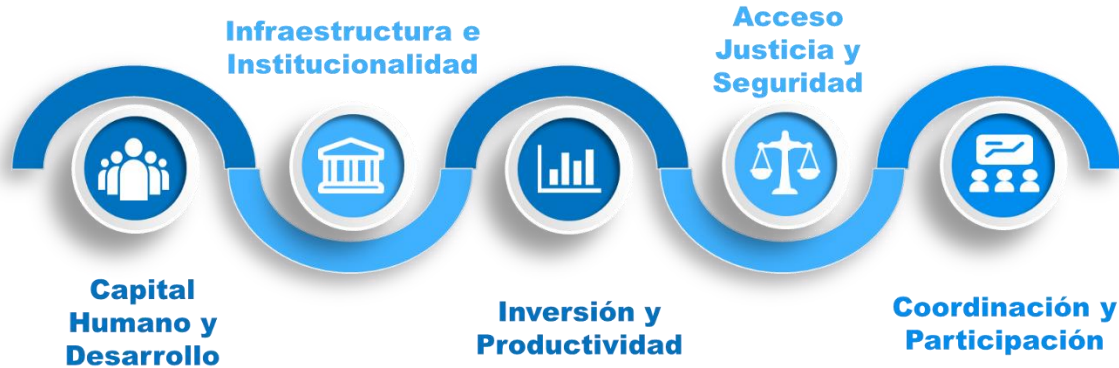 Capital
Humano y
Desarrollo
Infraestructura e
Institucionalidad
Inversión y
Productividad
Acceso
Justicia y
Seguridad
Coordinación y
Participación